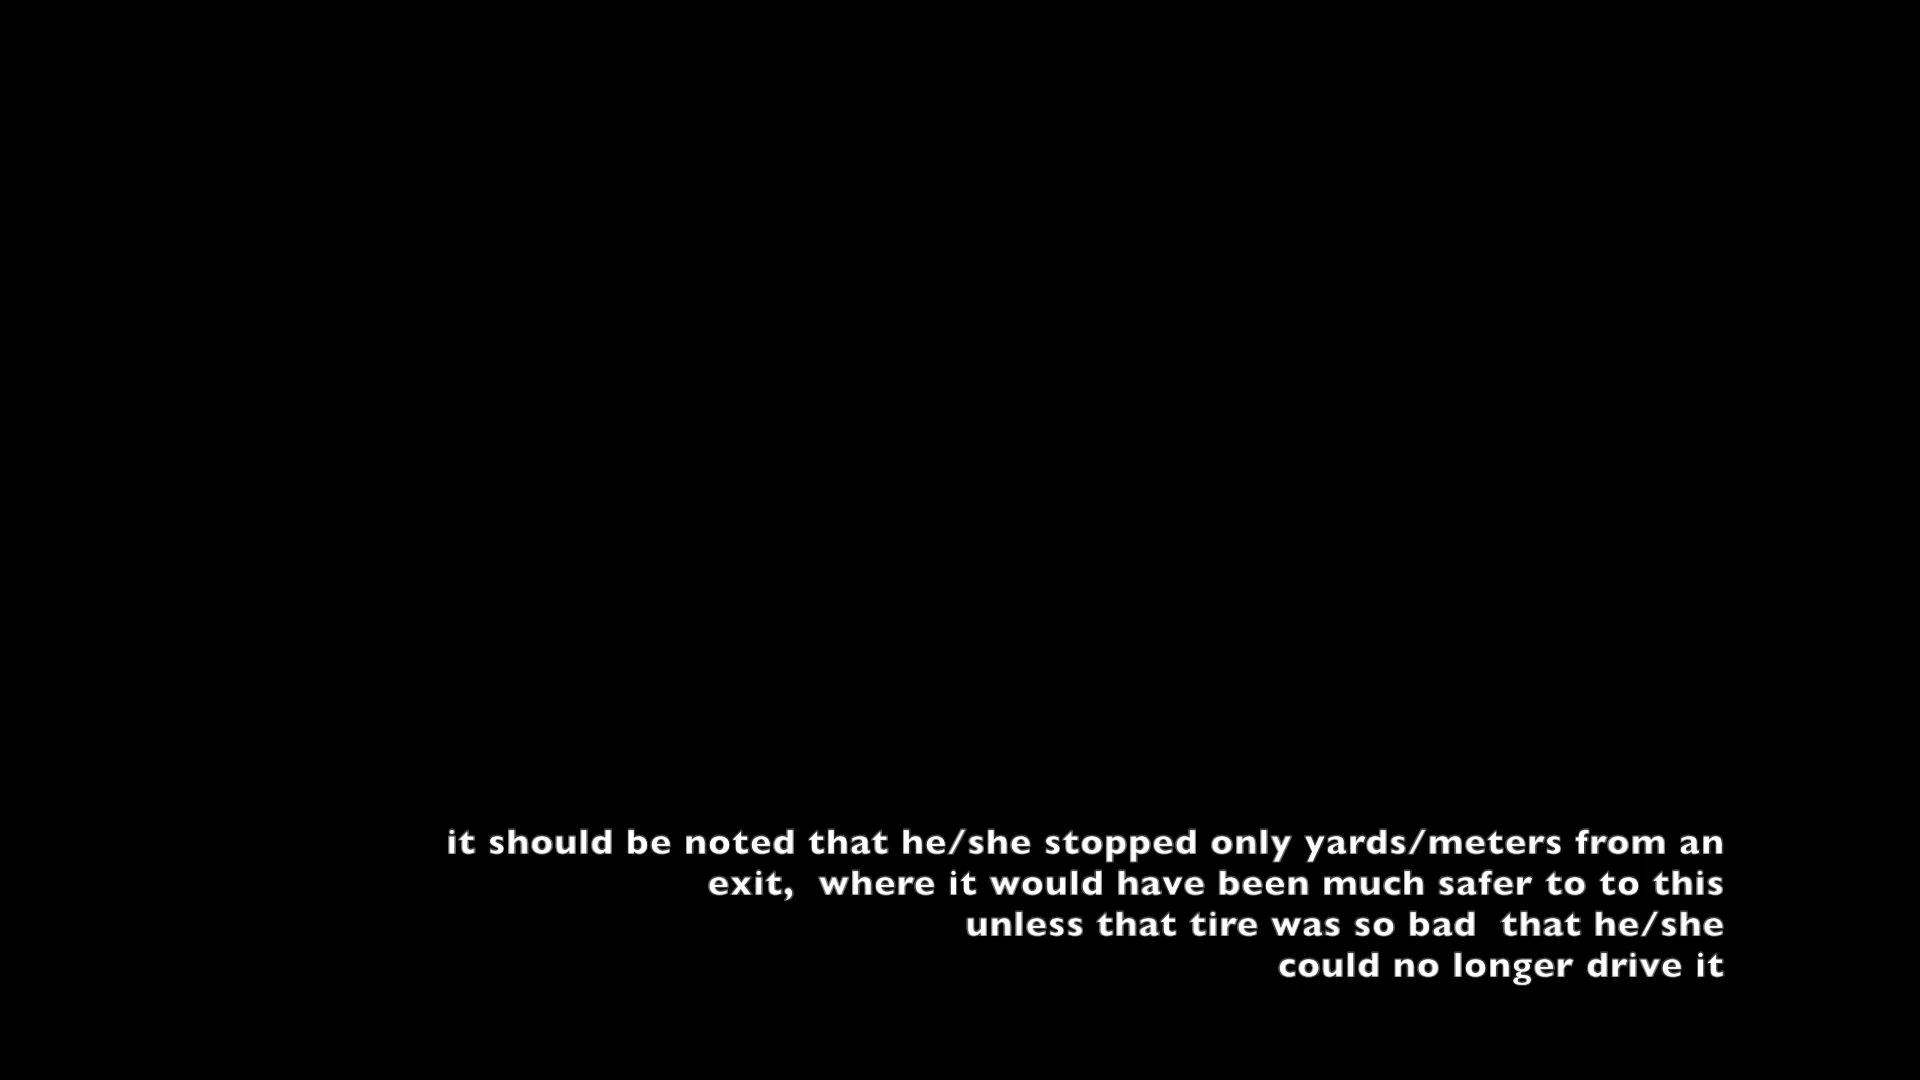 it should be noted that he/she stopped only yards/meters from an
exit,  where it would have been much safer to to this
unless that tire was so bad  that he/she
could no longer drive it